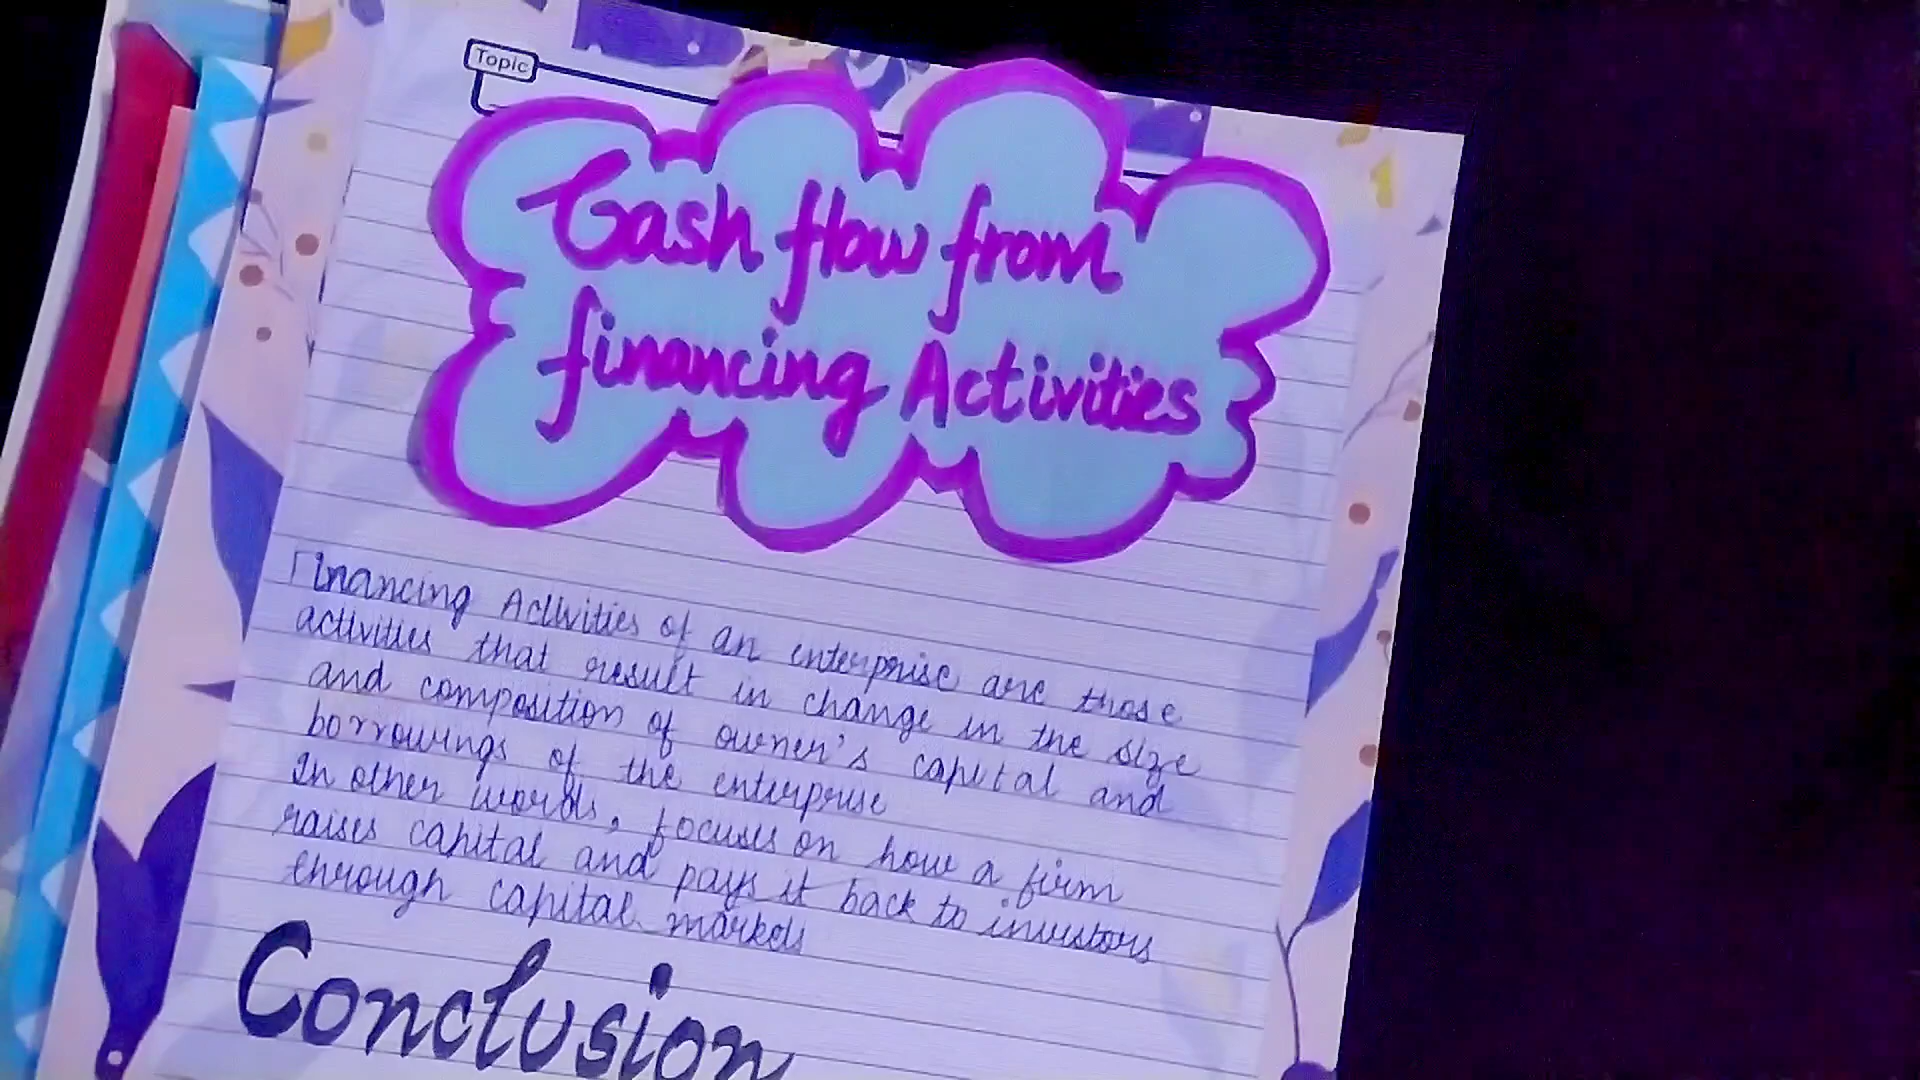 Topic
Cash flow from
financing Activities
Financing Activities of an enterprise are those
activities that result in change in the size
and composition of owner's capital and
borrowings of the enterprise
In other words, focuses on how a firm
raises capital and pays it back to investors
through capital markets
Conclusion